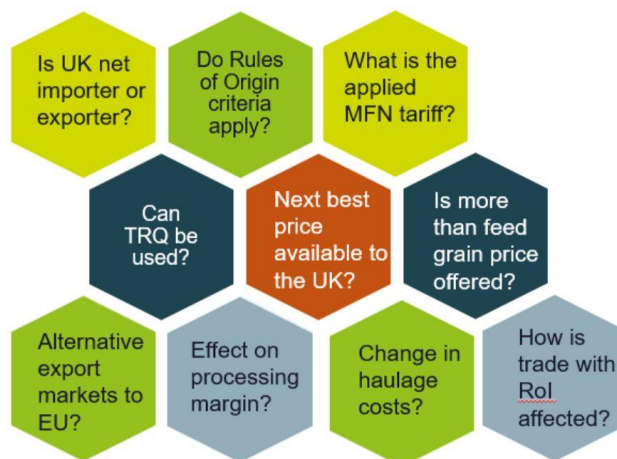 Is UK net
importer or
exporter?
Do Rules
of Origin
criteria
apply?
What is the
applied
MFN tariff?
Can
TRQ be
used?
Next best
price
available to
the UK?
Is more
than feed
grain price
offered?
Alternative
export
markets to
EU?
Effect on
processing
margin?
Change in
haulage
costs?
How is
trade with
RoI
affected?